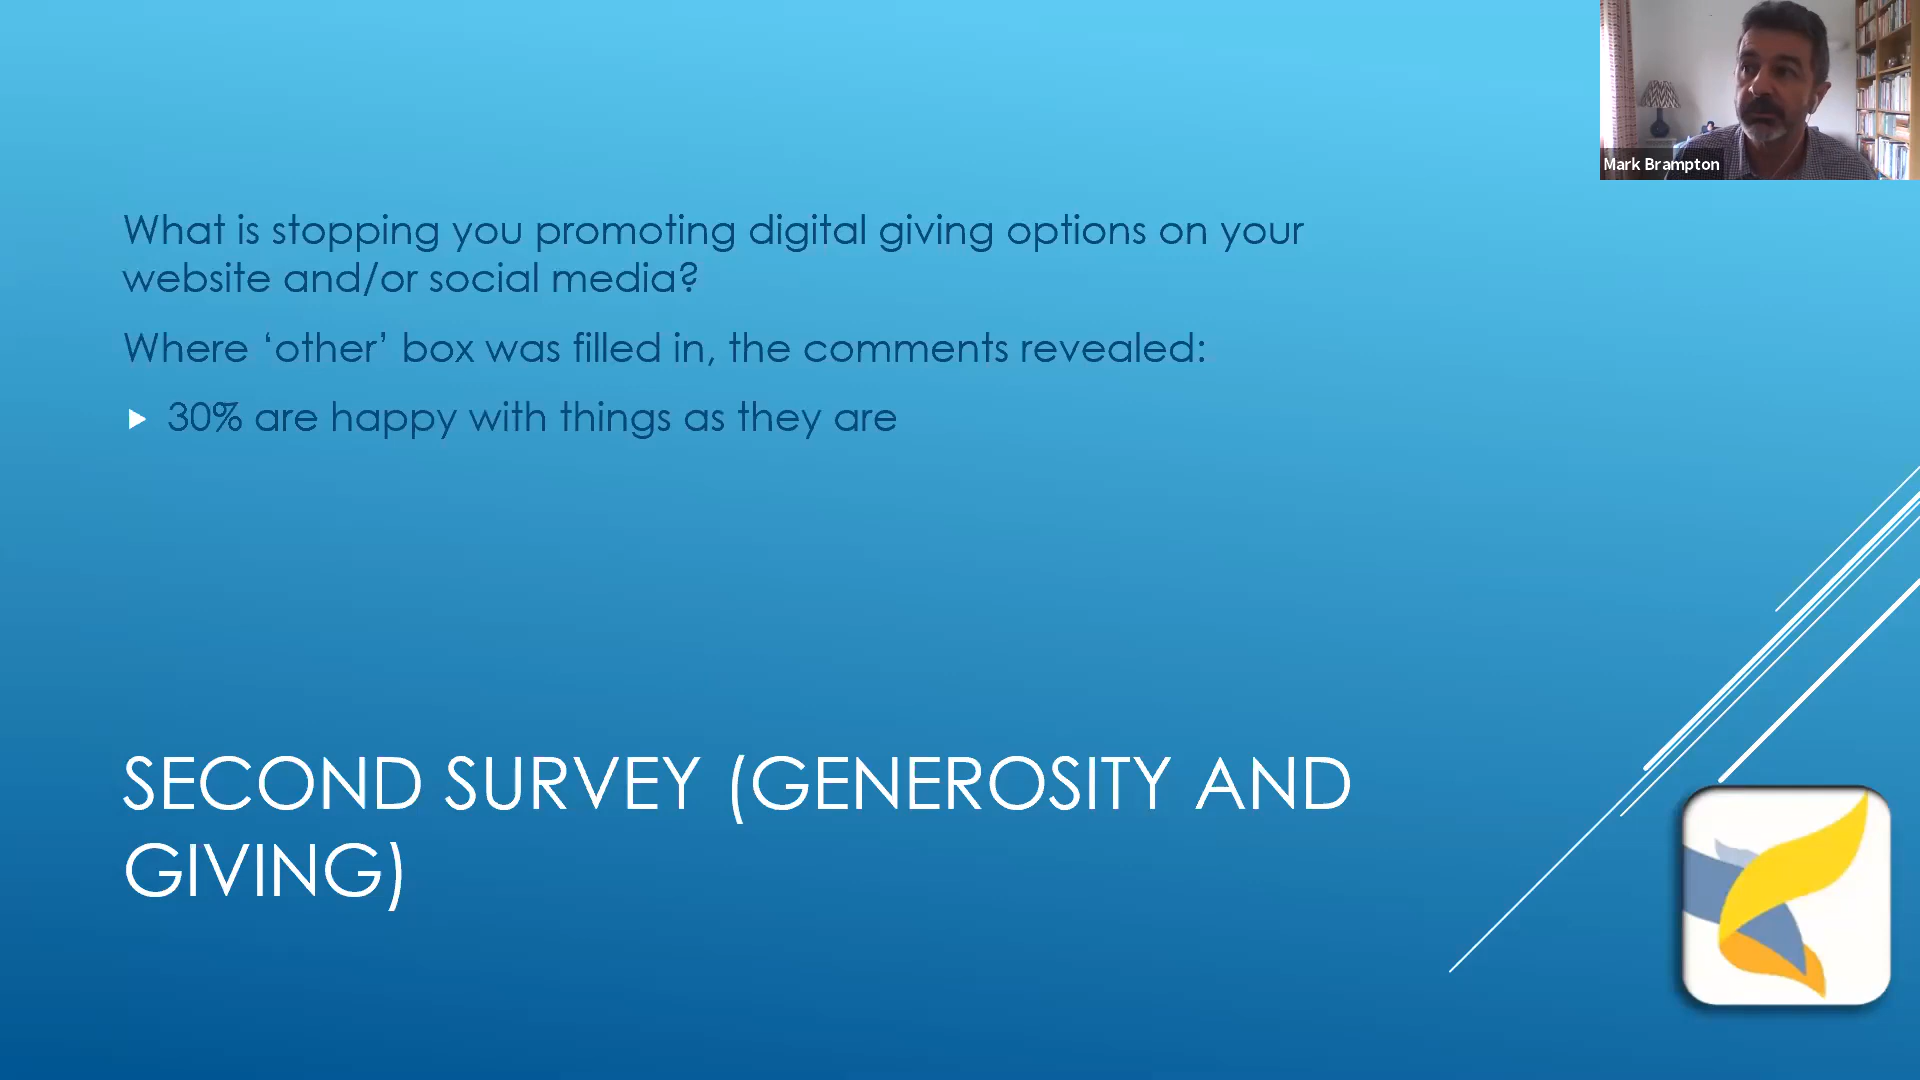 Mark Brampton
What is stopping you promoting digital giving options on your
website and/or social media?
Where ‘other’ box was filled in, the comments revealed:
30% are happy with things as they are
SECOND SURVEY (GENEROSITY AND
GIVING)